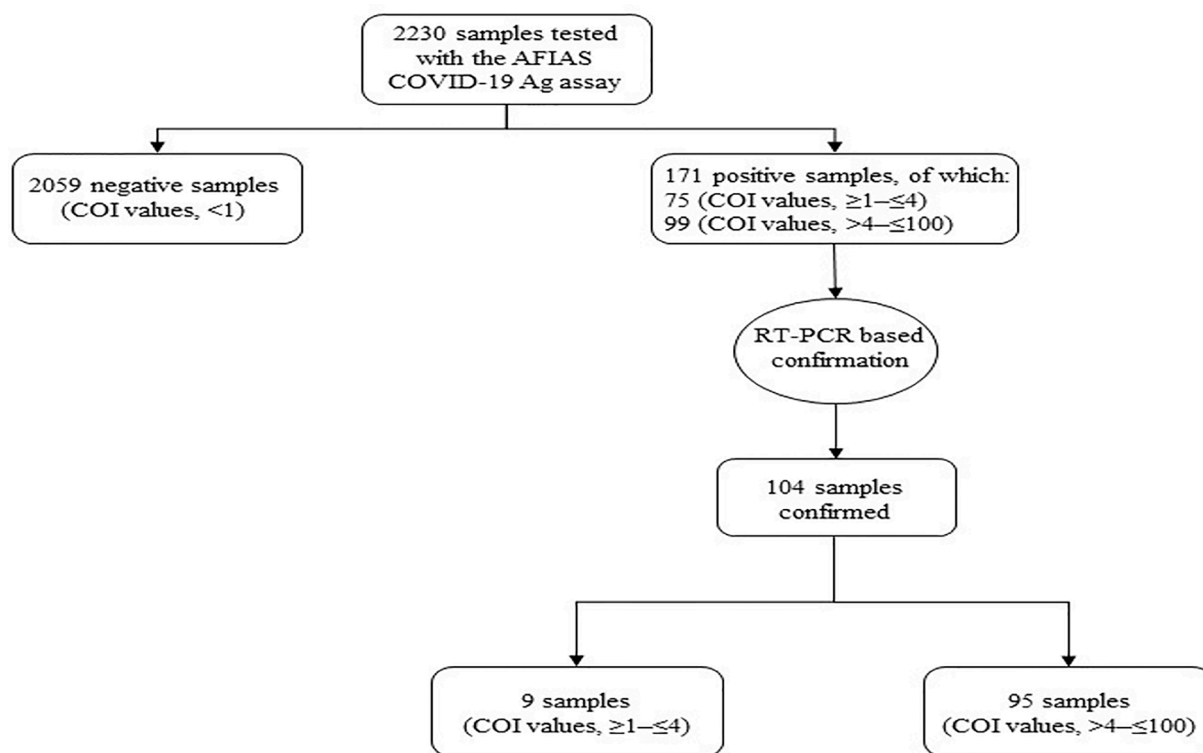 2230 samples tested
with the AFIAS
COVID-19 Ag assay
2059 negative samples
(COI values, <1)
171 positive samples, of which:
75 (COI values, ≥1–≤4)
99 (COI values, >4–≤100)
RT-PCR based
confirmation
104 samples
confirmed
9 samples
(COI values, ≥1–≤4)
95 samples
(COI values, >4–≤100)